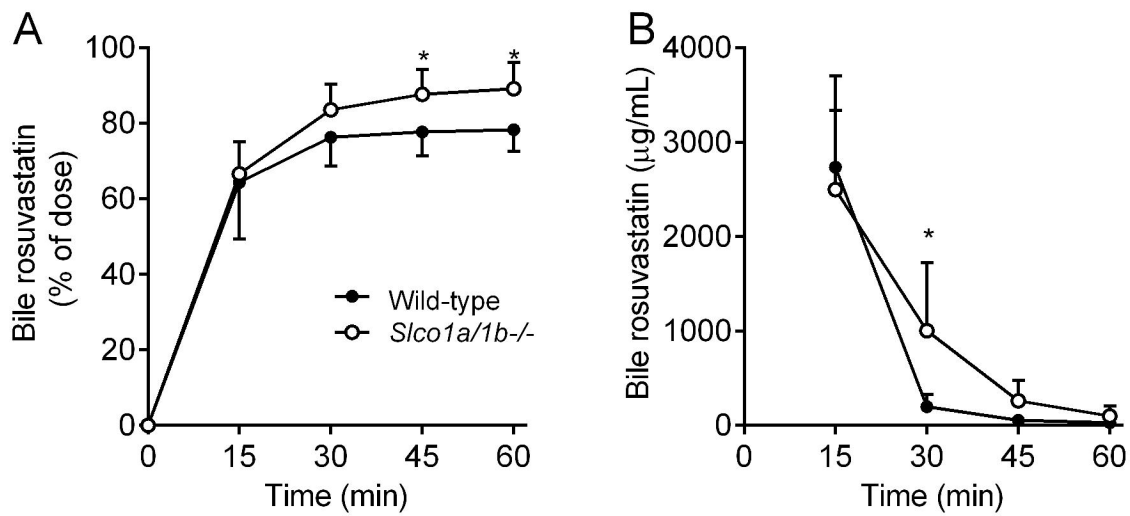 A
Bile rosuvastatin
(% of dose)
100
80
60
40
20
0
* *
Wild-type
Slco1a/1b-/-
0 15 30 45 60
Time (min)
B
Bile rosuvastatin (μg/mL)
4000
3000
2000
1000
0
*
0 15 30 45 60
Time (min)